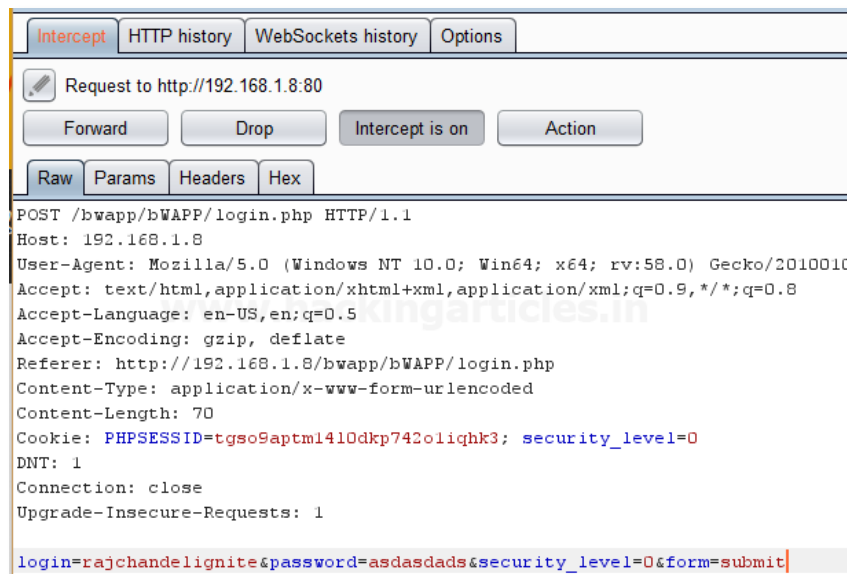 Intercept HTTP history WebSockets history Options
Request to http://192.168.1.8:80
Forward Drop Intercept is on Action
Raw Params Headers Hex
POST /bwapp/bWAPP/login.php HTTP/1.1
Host: 192.168.1.8
User-Agent: Mozilla/5.0 (Windows NT 10.0; Win64; x64; rv:58.0) Gecko/2010010
Accept: text/html,application/xhtml+xml,application/xml;q=0.9,*/*;q=0.8
Accept-Language: en-US,en;q=0.5
www.hackingarticles.in
Accept-Encoding: gzip, deflate
Referer: http://192.168.1.8/bwapp/bWAPP/login.php
Content-Type: application/x-www-form-urlencoded
Content-Length: 70
Cookie: PHPSESSID=tgso9aptm14l0dkp742o1iqhk3; security_level=0
DNT: 1
Connection: close
Upgrade-Insecure-Requests: 1
login=rajchandelignite&password=asdasdads&security_level=0&form=submit